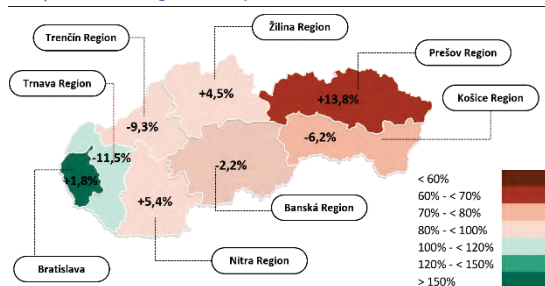 Žilina Region
Trenčín Region
Prešov Region
Trnava Region
Košice Region
+4,5%
+13,8%
-9,3%
-6,2%
-11,5%
-2,2%
+1,8%
+5,4%
Banská Region
Nitra Region
Bratislava
< 60%
60% - < 70%
70% - < 80%
80% - < 100%
100% - < 120%
120% - < 150%
> 150%